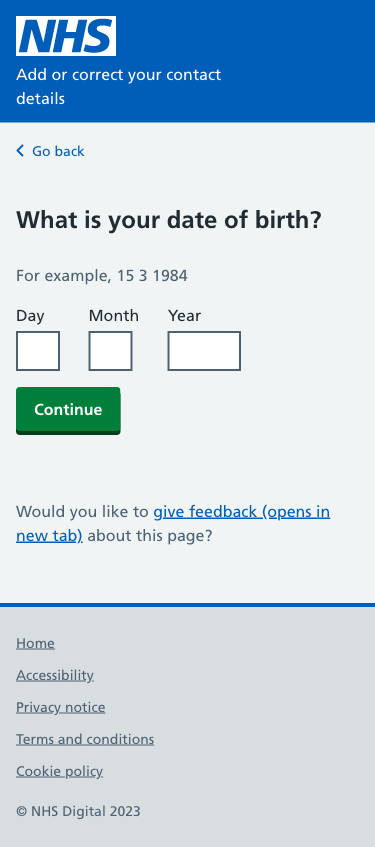 NHS
Add or correct your contact
details
Go back
What is your date of birth?
For example, 15 3 1984
Day Month Year
Continue
Would you like to give feedback (opens in
new tab) about this page?
Home
Accessibility
Privacy notice
Terms and conditions
Cookie policy
© NHS Digital 2023